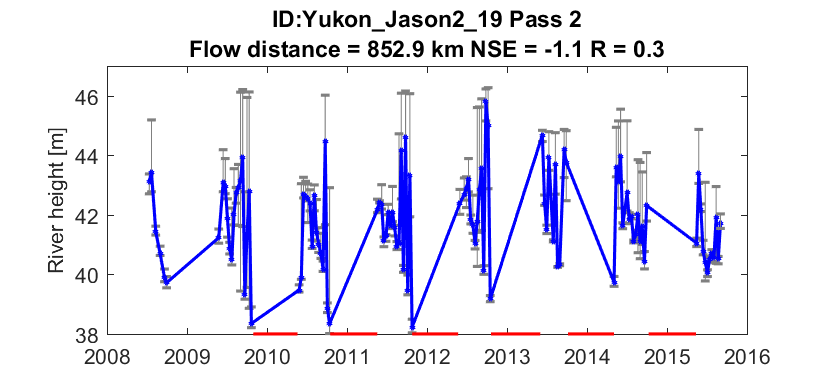 ID:Yukon_Jason2_19 Pass 2
Flow distance = 852.9 km NSE = -1.1 R = 0.3
River height [m]
46
44
42
40
38
2008 2009 2010 2011 2012 2013 2014 2015 2016